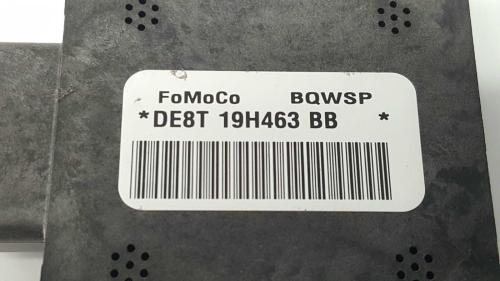 FoMoCo BQWSP
*DE8T 19H463 BB *